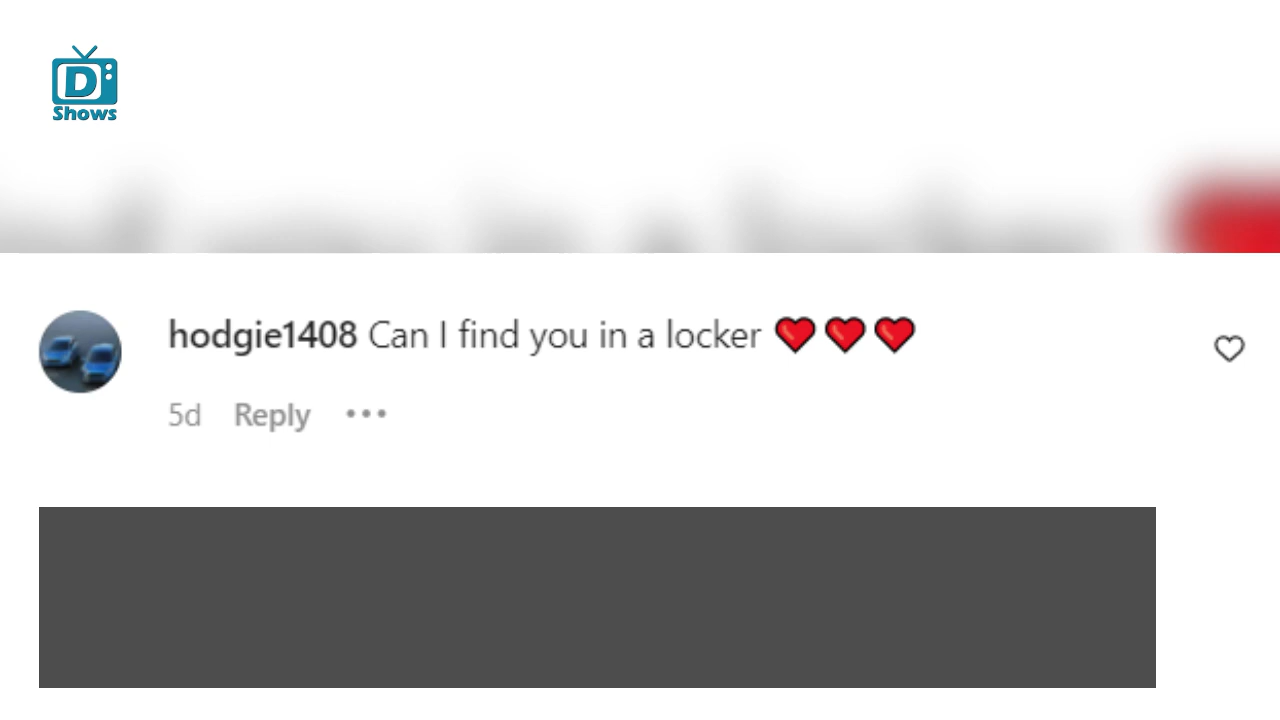 D
Shows
hodgie1408 Can I find you in a locker ❤️❤️❤️
5d Reply •••